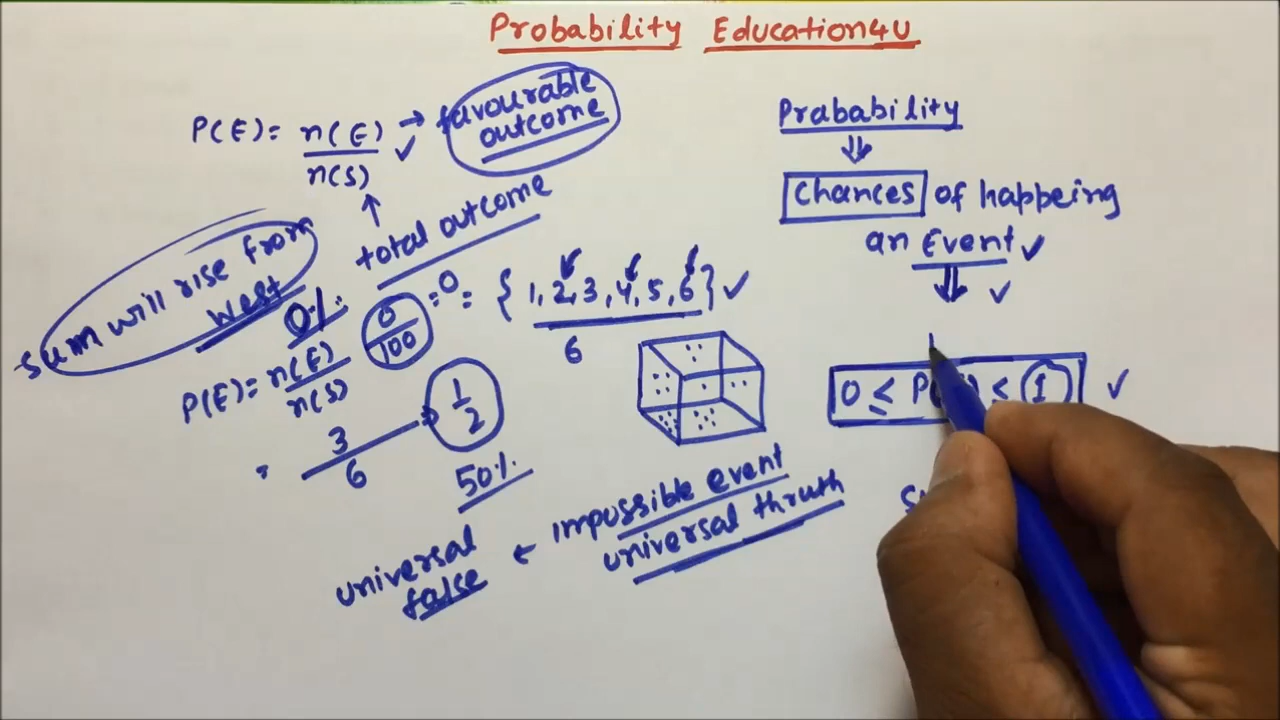 Probability Education4U
P(E) = n(E) → favourable
n(S) outcome
total outcome
sum will rise from
west
0%
0/100 = 0
= { 1, 2, 3, 4, 5, 6 }
6
P(E) = n(E)
n(S)
= 3
6
1
2
50%
impossible event
universal thruth
universal
false
Prabability
Chances of happeing
an Event
0 ≤ P( ) ≤ 1